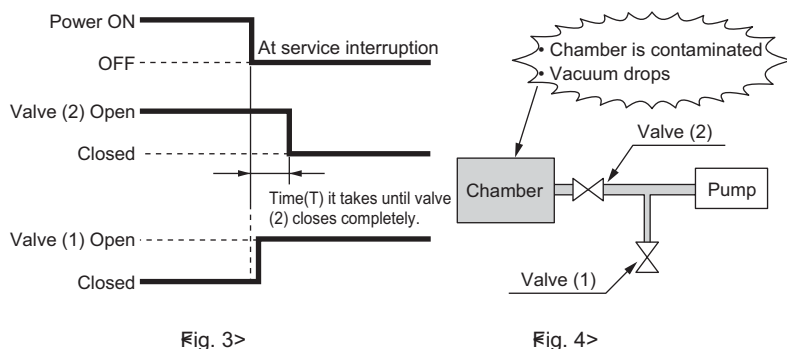 Power ON
OFF
At service interruption
Valve (2) Open
Closed
Time(T) it takes until valve
(2) closes completely.
Valve (1) Open
Closed
<Fig. 3>
• Chamber is contaminated
• Vacuum drops
Valve (2)
Chamber
Pump
Valve (1)
<Fig. 4>